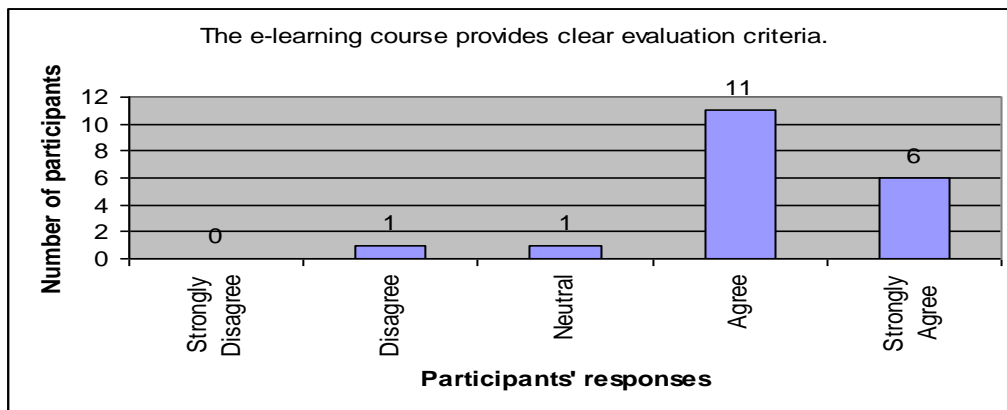 The e-learning course provides clear evaluation criteria.
Number of participants
12
10
8
6
4
2
0
0
1
1
11
6
Strongly
Disagree
Disagree
Neutral
Agree
Strongly
Agree
Participants' responses